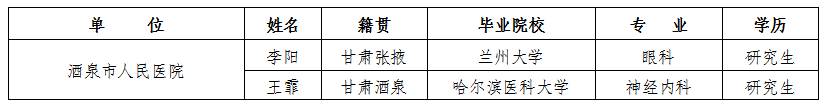 单 位 姓名 籍贯 毕业院校 专 业 学历
酒泉市人民医院 李阳 甘肃张掖 兰州大学 眼科 研究生
王霏 甘肃酒泉 哈尔滨医科大学 神经内科 研究生